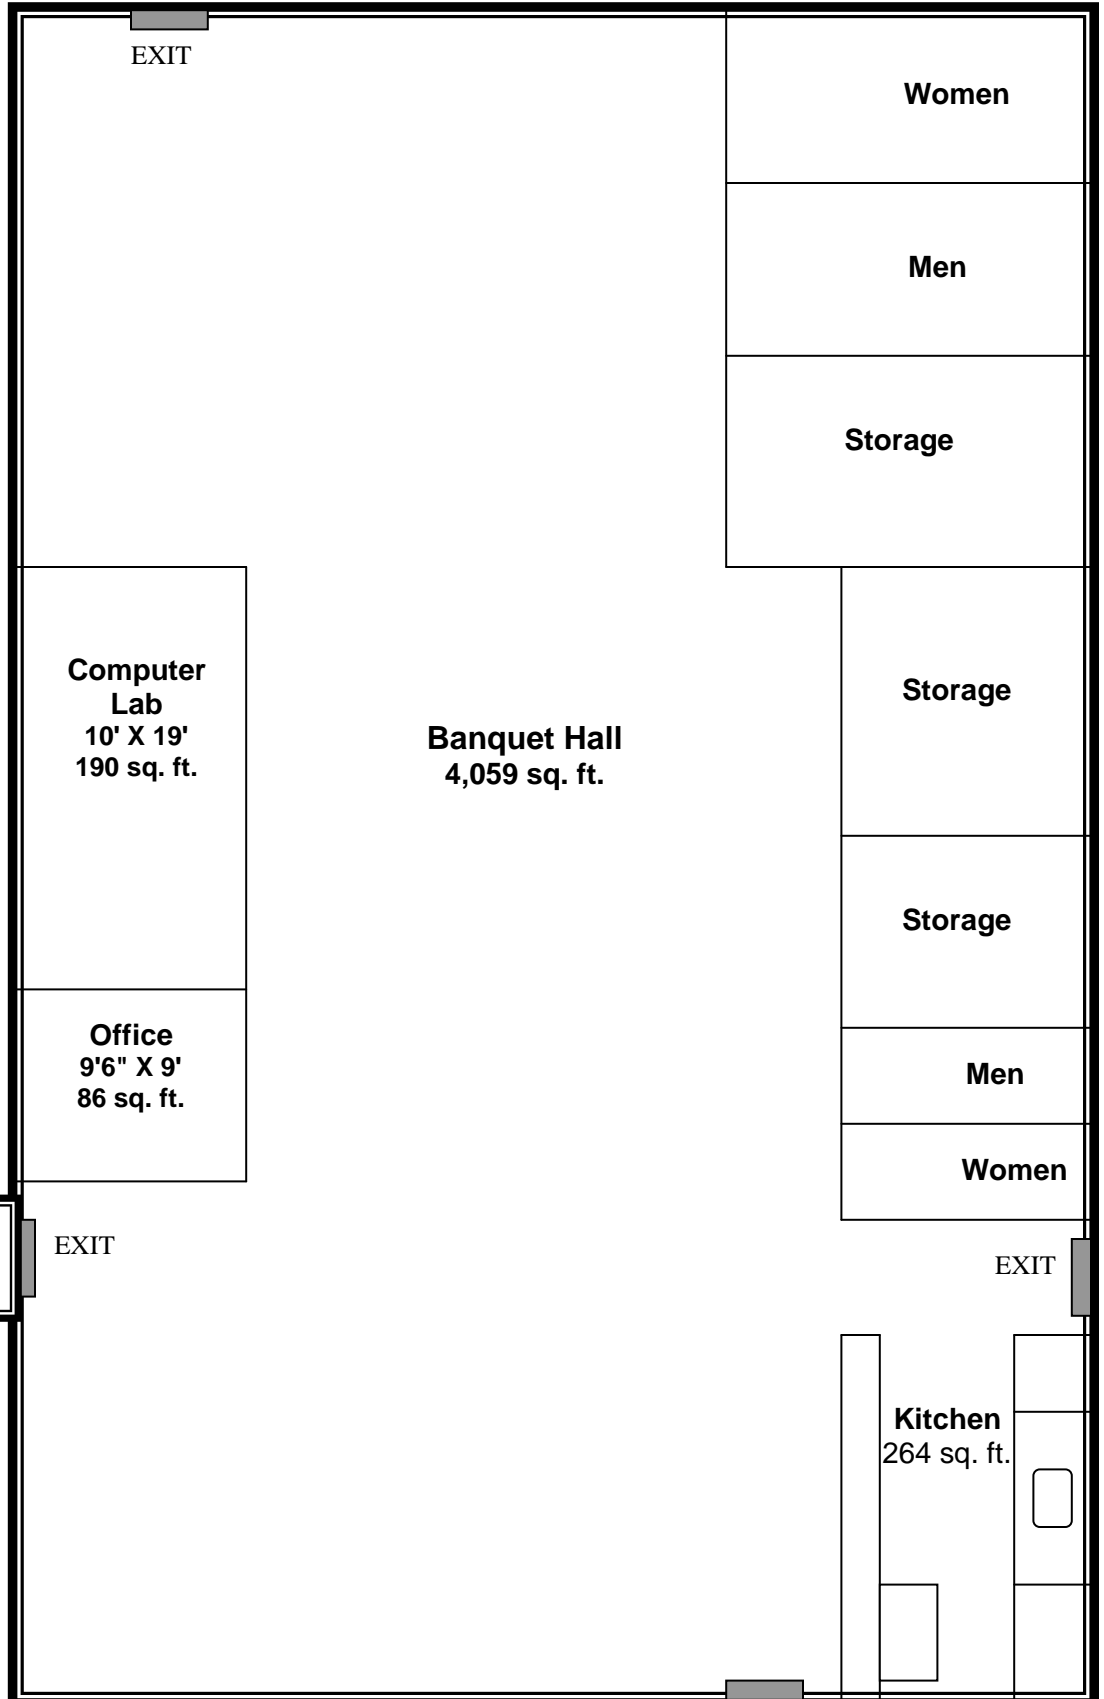 EXIT
Women
Men
Storage
Computer
Lab
10' X 19'
190 sq. ft.
Banquet Hall
4,059 sq. ft.
Storage
Storage
Office
9'6" X 9'
86 sq. ft.
Men
Women
EXIT
EXIT
Kitchen
264 sq. ft.